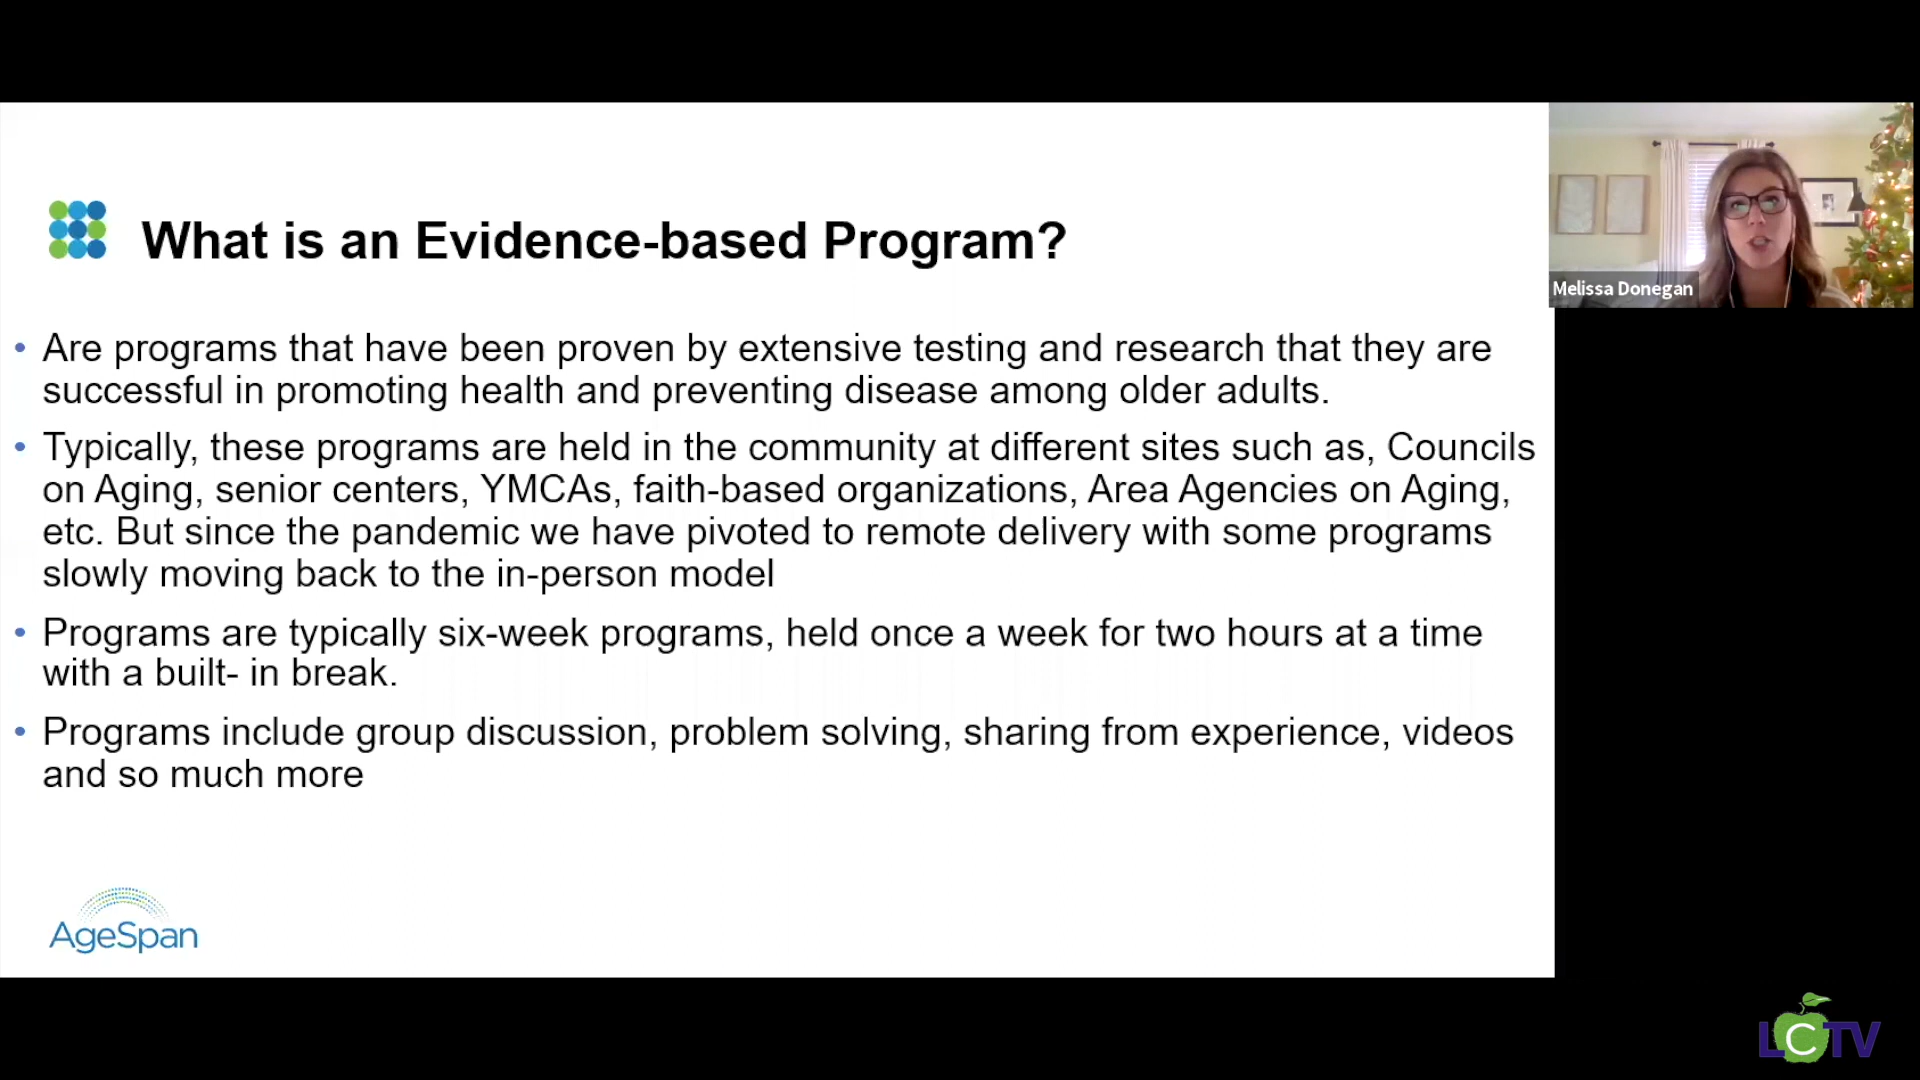 What is an Evidence-based Program?
Melissa Donegan
• Are programs that have been proven by extensive testing and research that they are
successful in promoting health and preventing disease among older adults.
• Typically, these programs are held in the community at different sites such as, Councils
on Aging, senior centers, YMCAs, faith-based organizations, Area Agencies on Aging,
etc. But since the pandemic we have pivoted to remote delivery with some programs
slowly moving back to the in-person model
• Programs are typically six-week programs, held once a week for two hours at a time
with a built- in break.
• Programs include group discussion, problem solving, sharing from experience, videos
and so much more
AgeSpan
LCTV